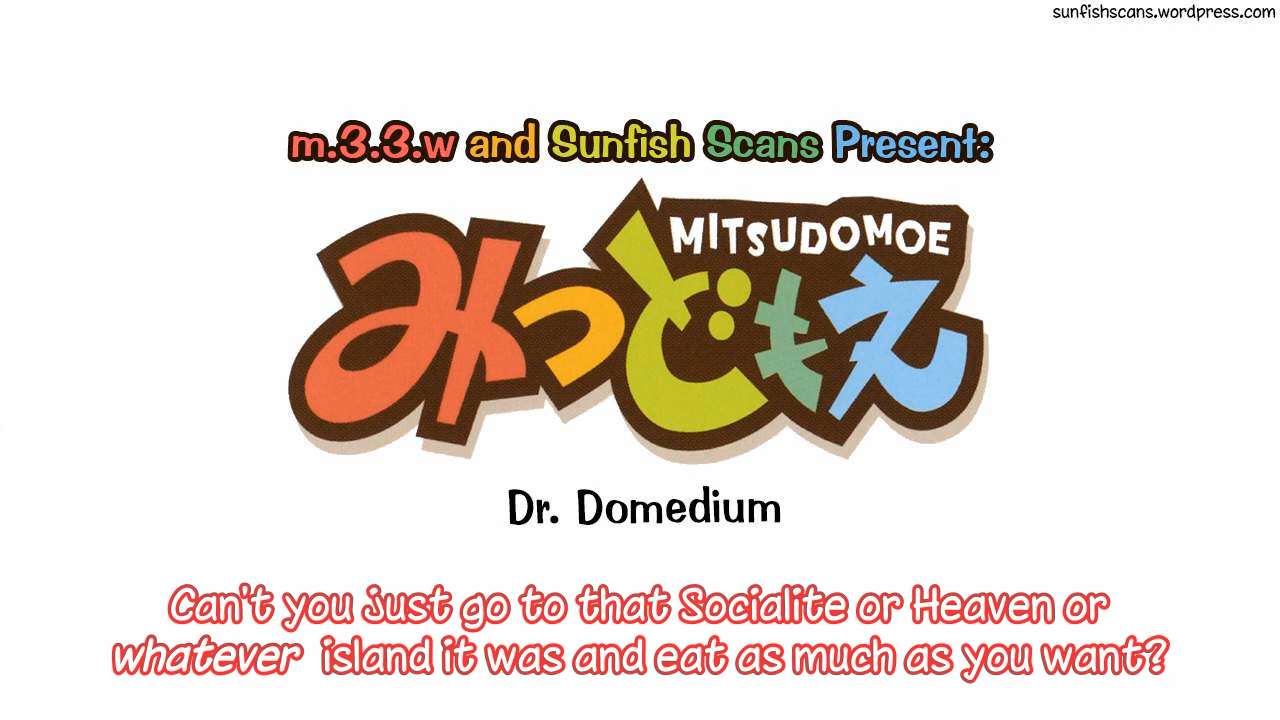 sunfishscans.wordpress.com
m.3.3.w and Sunfish Scans Present:
MITSUDOMOE
みつどもえ
Dr. Domedium
Can't you just go to that Socialite or Heaven or
whatever island it was and eat as much as you want?